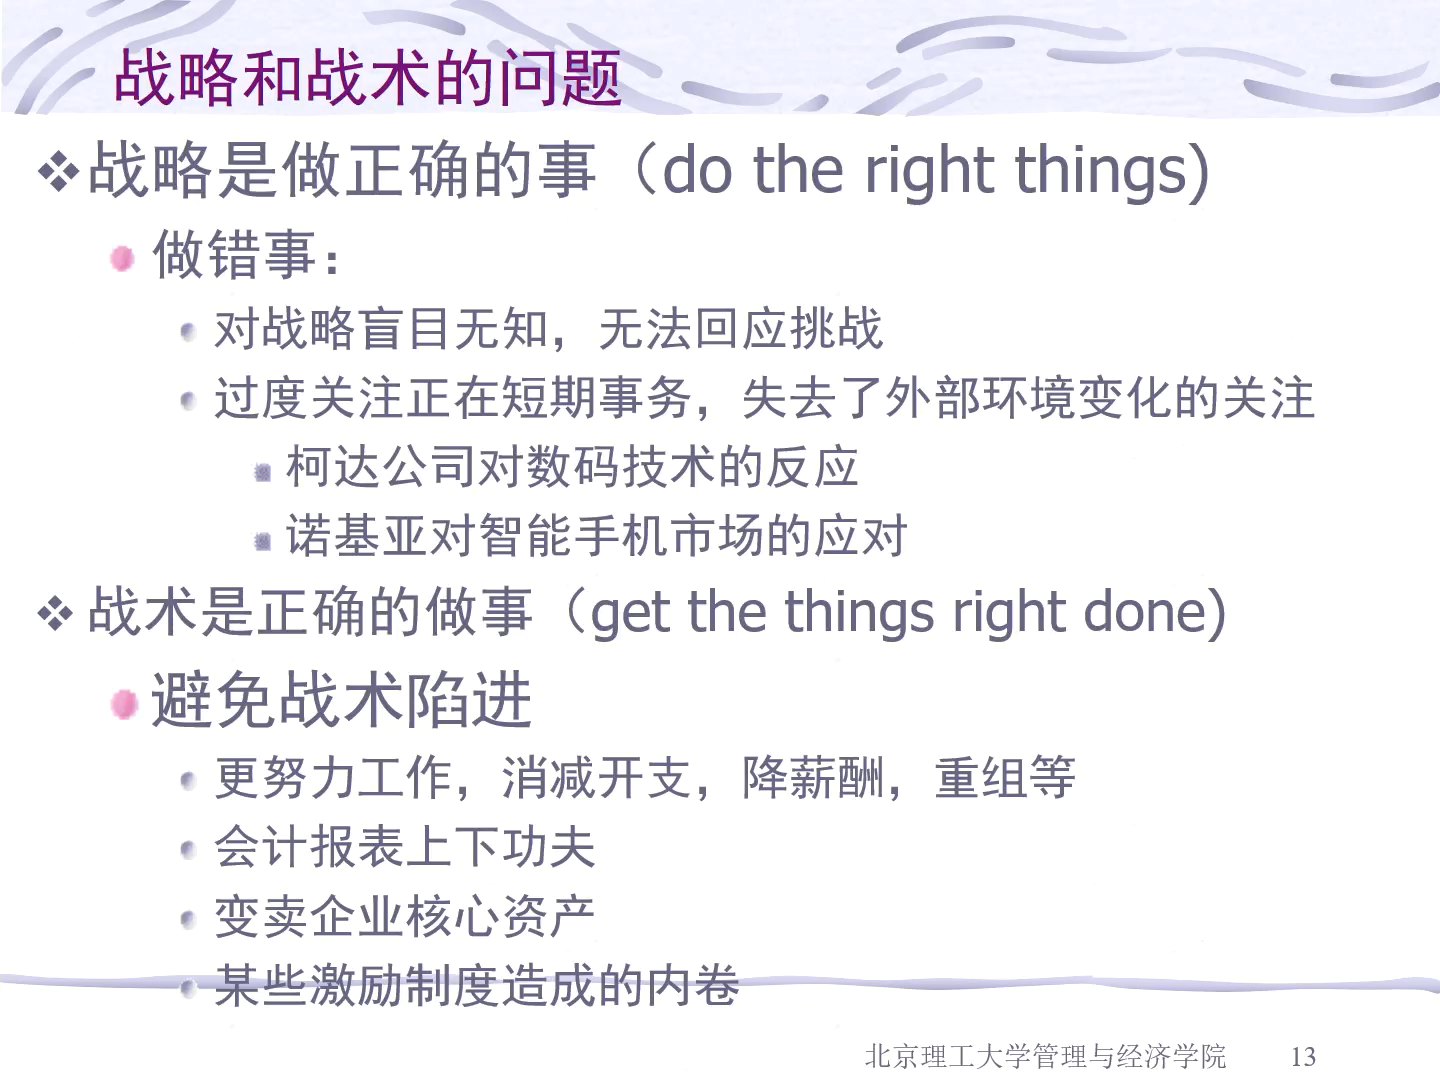 战略和战术的问题
战略是做正确的事（do the right things)
做错事：
对战略盲目无知，无法回应挑战
过度关注正在短期事务，失去了外部环境变化的关注
柯达公司对数码技术的反应
诺基亚对智能手机市场的应对
战术是正确的做事（get the things right done)
避免战术陷进
更努力工作，消减开支，降薪酬，重组等
会计报表上下功夫
变卖企业核心资产
某些激励制度造成的内卷
北京理工大学管理与经济学院 13